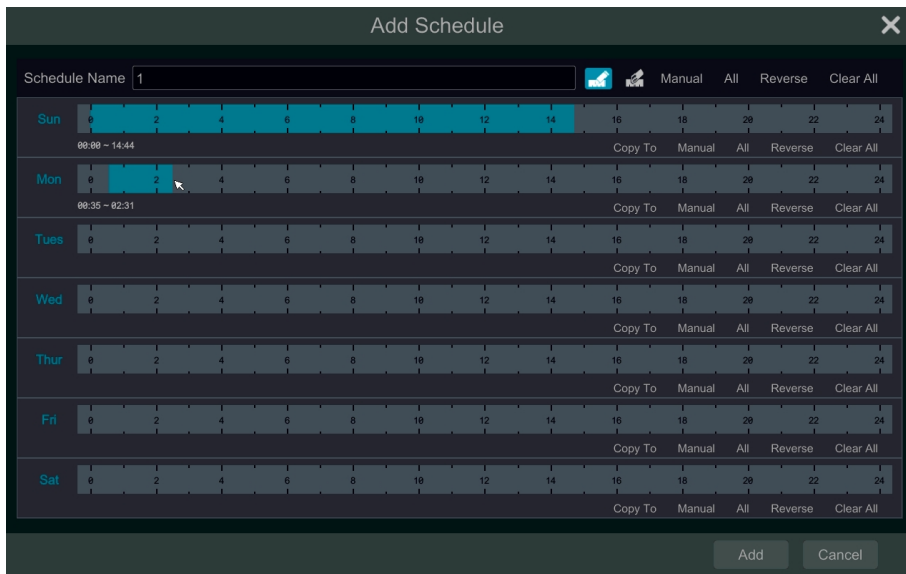 Add Schedule
Schedule Name 1 Manual All Reverse Clear All
Sun 0 2 4 6 8 10 12 14 16 18 20 22 24
00:00 ~ 14:44 Copy To Manual All Reverse Clear All
Mon 0 2 4 6 8 10 12 14 16 18 20 22 24
00:35 ~ 02:31 Copy To Manual All Reverse Clear All
Tues 0 2 4 6 8 10 12 14 16 18 20 22 24
Copy To Manual All Reverse Clear All
Wed 0 2 4 6 8 10 12 14 16 18 20 22 24
Copy To Manual All Reverse Clear All
Thur 0 2 4 6 8 10 12 14 16 18 20 22 24
Copy To Manual All Reverse Clear All
Fri 0 2 4 6 8 10 12 14 16 18 20 22 24
Copy To Manual All Reverse Clear All
Sat 0 2 4 6 8 10 12 14 16 18 20 22 24
Copy To Manual All Reverse Clear All
Add Cancel